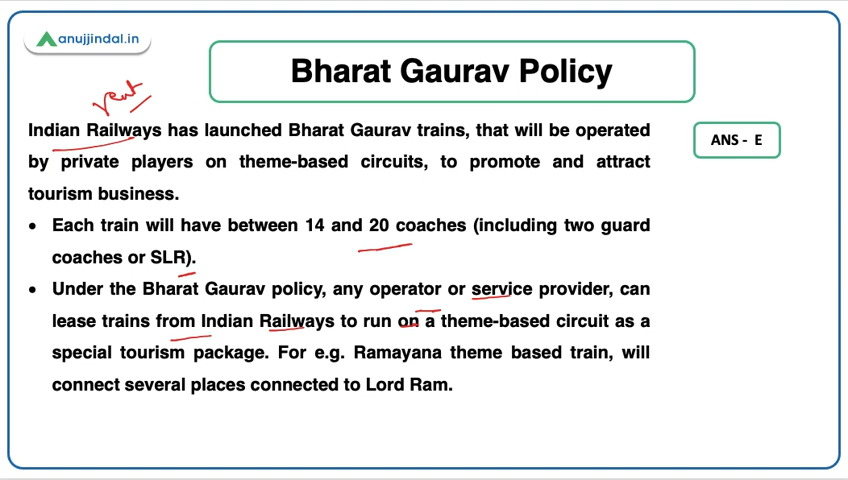 anujjindal.in
Bharat Gaurav Policy
rent
Indian Railways has launched Bharat Gaurav trains, that will be operated
by private players on theme-based circuits, to promote and attract
tourism business.
ANS - E
• Each train will have between 14 and 20 coaches (including two guard
coaches or SLR).
• Under the Bharat Gaurav policy, any operator or service provider, can
lease trains from Indian Railways to run on a theme-based circuit as a
special tourism package. For e.g. Ramayana theme based train, will
connect several places connected to Lord Ram.